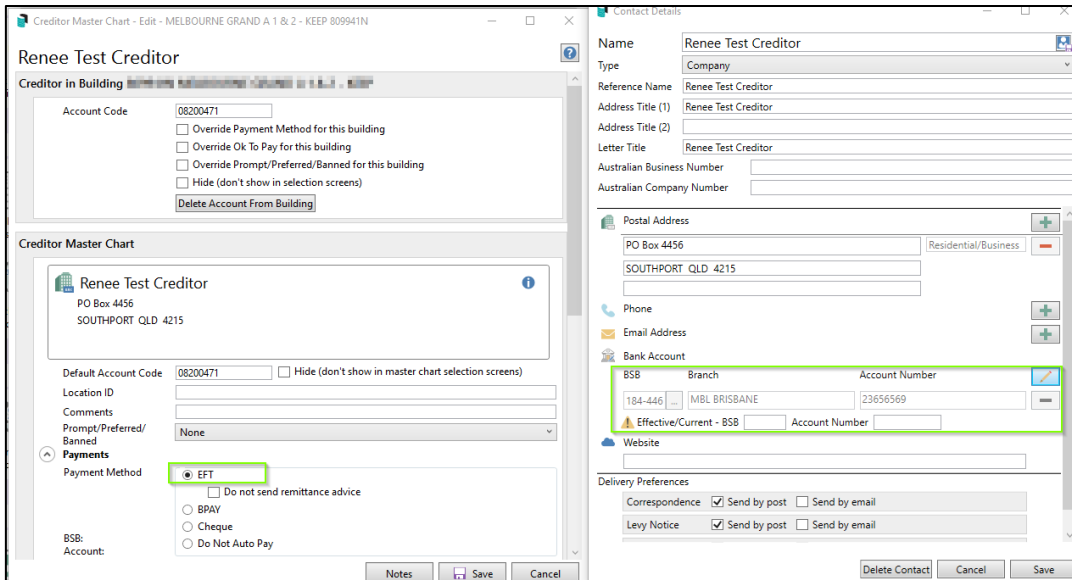 Creditor Master Chart - Edit - MELBOURNE GRAND A 1 & 2 - KEEP 809941N
Renee Test Creditor
Creditor in Building
Account Code 08200471
Override Payment Method for this building
Override Ok To Pay for this building
Override Prompt/Preferred/Banned for this building
Hide (don't show in selection screens)
Delete Account From Building
Creditor Master Chart
Renee Test Creditor
PO Box 4456
SOUTHPORT QLD 4215
Default Account Code 08200471 Hide (don't show in master chart selection screens)
Location ID
Comments
Prompt/Preferred/
Banned
None
Payments
Payment Method EFT
Do not send remittance advice
BPAY
Cheque
Do Not Auto Pay
BSB:
Account:
Notes Save Cancel
Contact Details
Name Renee Test Creditor
Type Company
Reference Name Renee Test Creditor
Address Title (1) Renee Test Creditor
Address Title (2)
Letter Title Renee Test Creditor
Australian Business Number
Australian Company Number
Postal Address
PO Box 4456 Residential/Business
SOUTHPORT QLD 4215
Phone
Email Address
Bank Account
BSB Branch Account Number
184-446 ... MBL BRISBANE 23656569
Effective/Current - BSB Account Number
Website
Delivery Preferences
Correspondence Send by post Send by email
Levy Notice Send by post Send by email
Delete Contact Cancel Save